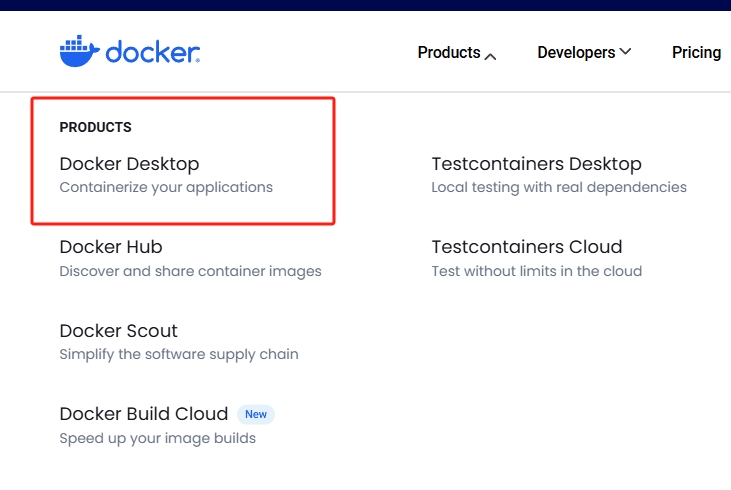 docker
Products
Developers
Pricing
PRODUCTS
Docker Desktop
Containerize your applications
Docker Hub
Discover and share container images
Docker Scout
Simplify the software supply chain
Docker Build Cloud New
Speed up your image builds
Testcontainers Desktop
Local testing with real dependencies
Testcontainers Cloud
Test without limits in the cloud